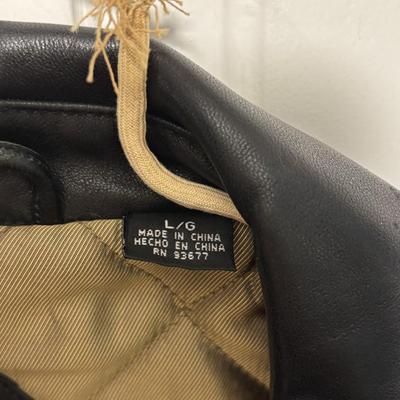 L/G
MADE IN CHINA
HECHO EN CHINA
RN 93677